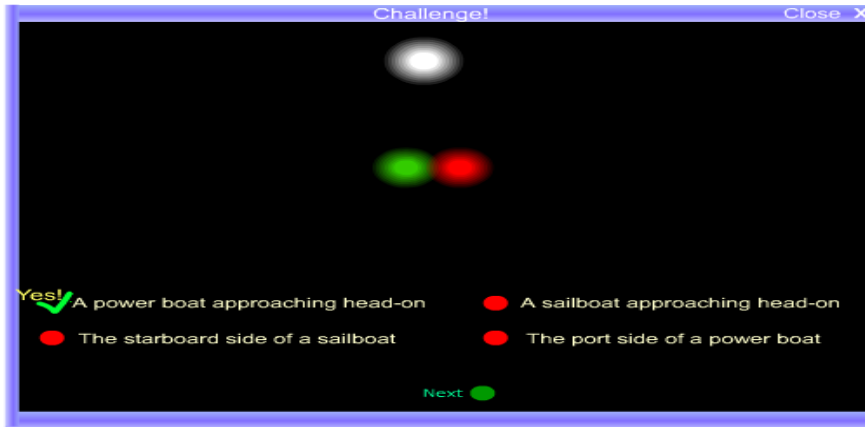 Challenge!
Close X
Yes!
A power boat approaching head-on
A sailboat approaching head-on
The starboard side of a sailboat
The port side of a power boat
Next